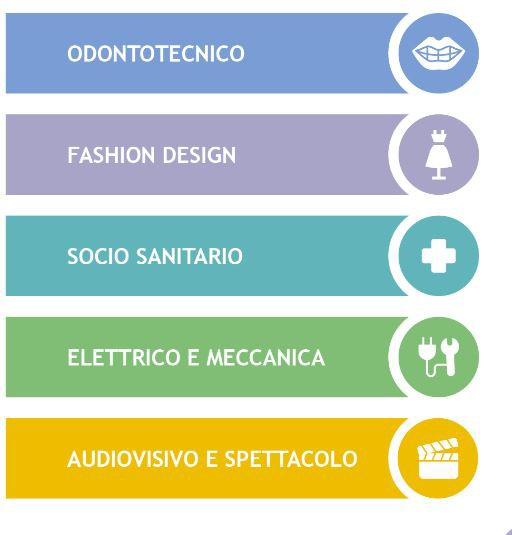 ODONTOTECNICO
FASHION DESIGN
SOCIO SANITARIO
ELETTRICO E MECCANICA
AUDIOVISIVO E SPETTACOLO